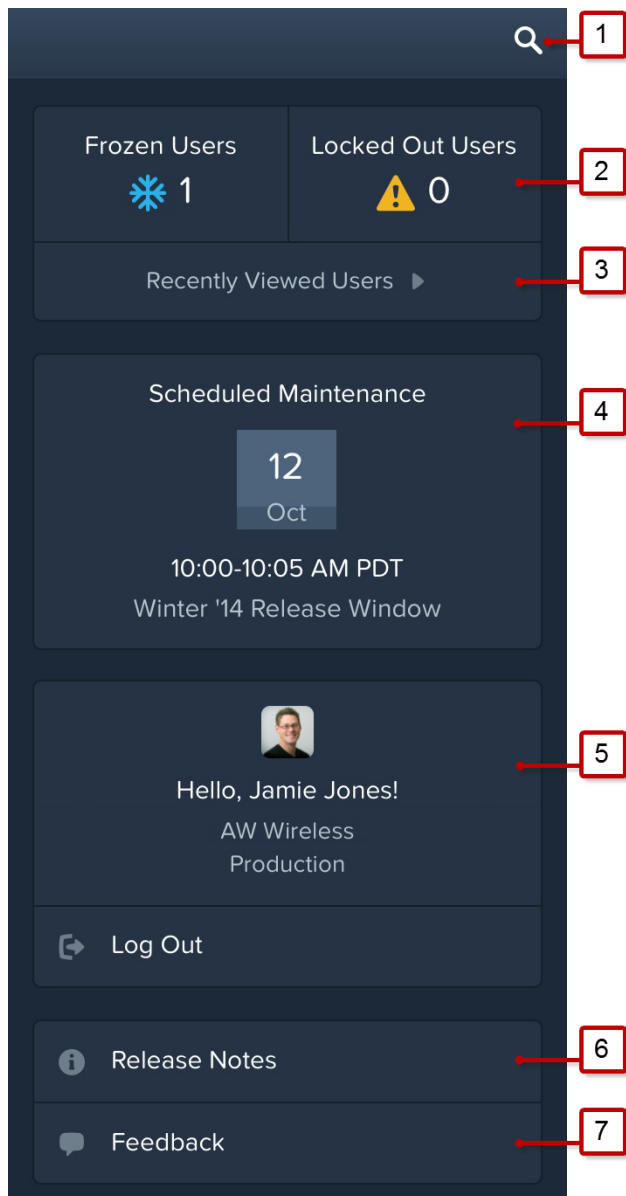 1
Frozen Users Locked Out Users
1 0
2
Recently Viewed Users
3
Scheduled Maintenance
4
12
Oct
10:00-10:05 AM PDT
Winter '14 Release Window
5
Hello, Jamie Jones!
AW Wireless
Production
Log Out
Release Notes
6
Feedback
7